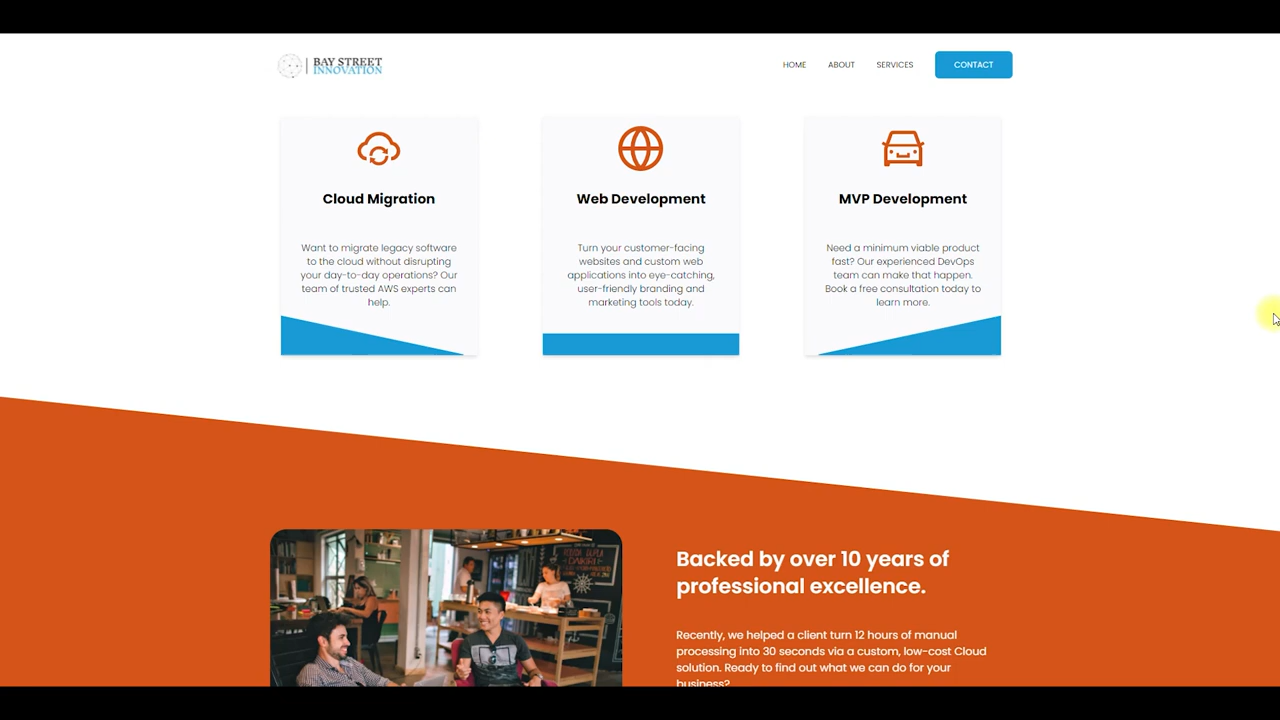 BAY STREET
INNOVATION
HOME
ABOUT
SERVICES
CONTACT
Cloud Migration
Want to migrate legacy software
to the cloud without disrupting
your day-to-day operations? Our
team of trusted AWS experts can
help.
Web Development
Turn your customer-facing
websites and custom web
applications into eye-catching,
user-friendly branding and
marketing tools today.
MVP Development
Need a minimum viable product
fast? Our experienced DevOps
team can make that happen.
Book a free consultation today to
learn more.
Backed by over 10 years of
professional excellence.
Recently, we helped a client turn 12 hours of manual
processing into 30 seconds via a custom, low-cost Cloud
solution. Ready to find out what we can do for your
business?